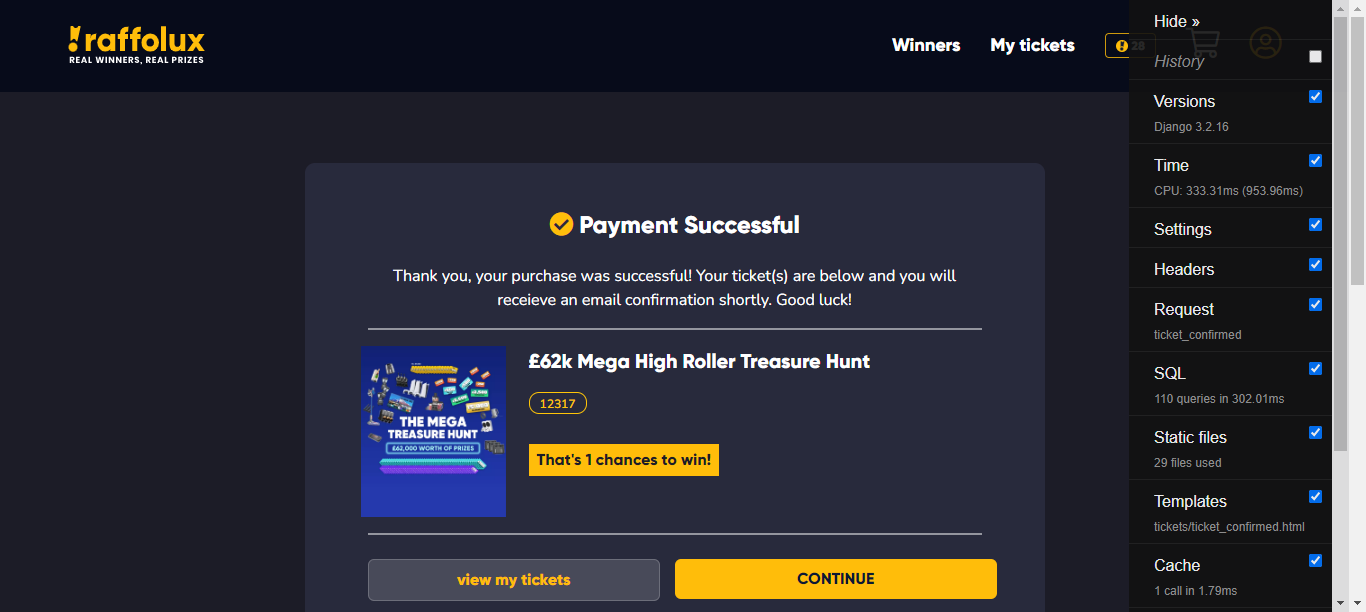 raffolux
REAL WINNERS, REAL PRIZES
Winners
My tickets
28
Hide »
History
Versions
Django 3.2.16
Time
CPU: 333.31ms (953.96ms)
Settings
Headers
Request
ticket_confirmed
SQL
110 queries in 302.01ms
Static files
29 files used
Templates
tickets/ticket_confirmed.html
Cache
1 call in 1.79ms
Payment Successful
Thank you, your purchase was successful! Your ticket(s) are below and you will
receieve an email confirmation shortly. Good luck!
THE MEGA
TREASURE HUNT
£62,000 WORTH OF PRIZES
£62k Mega High Roller Treasure Hunt
12317
That's 1 chances to win!
view my tickets
CONTINUE